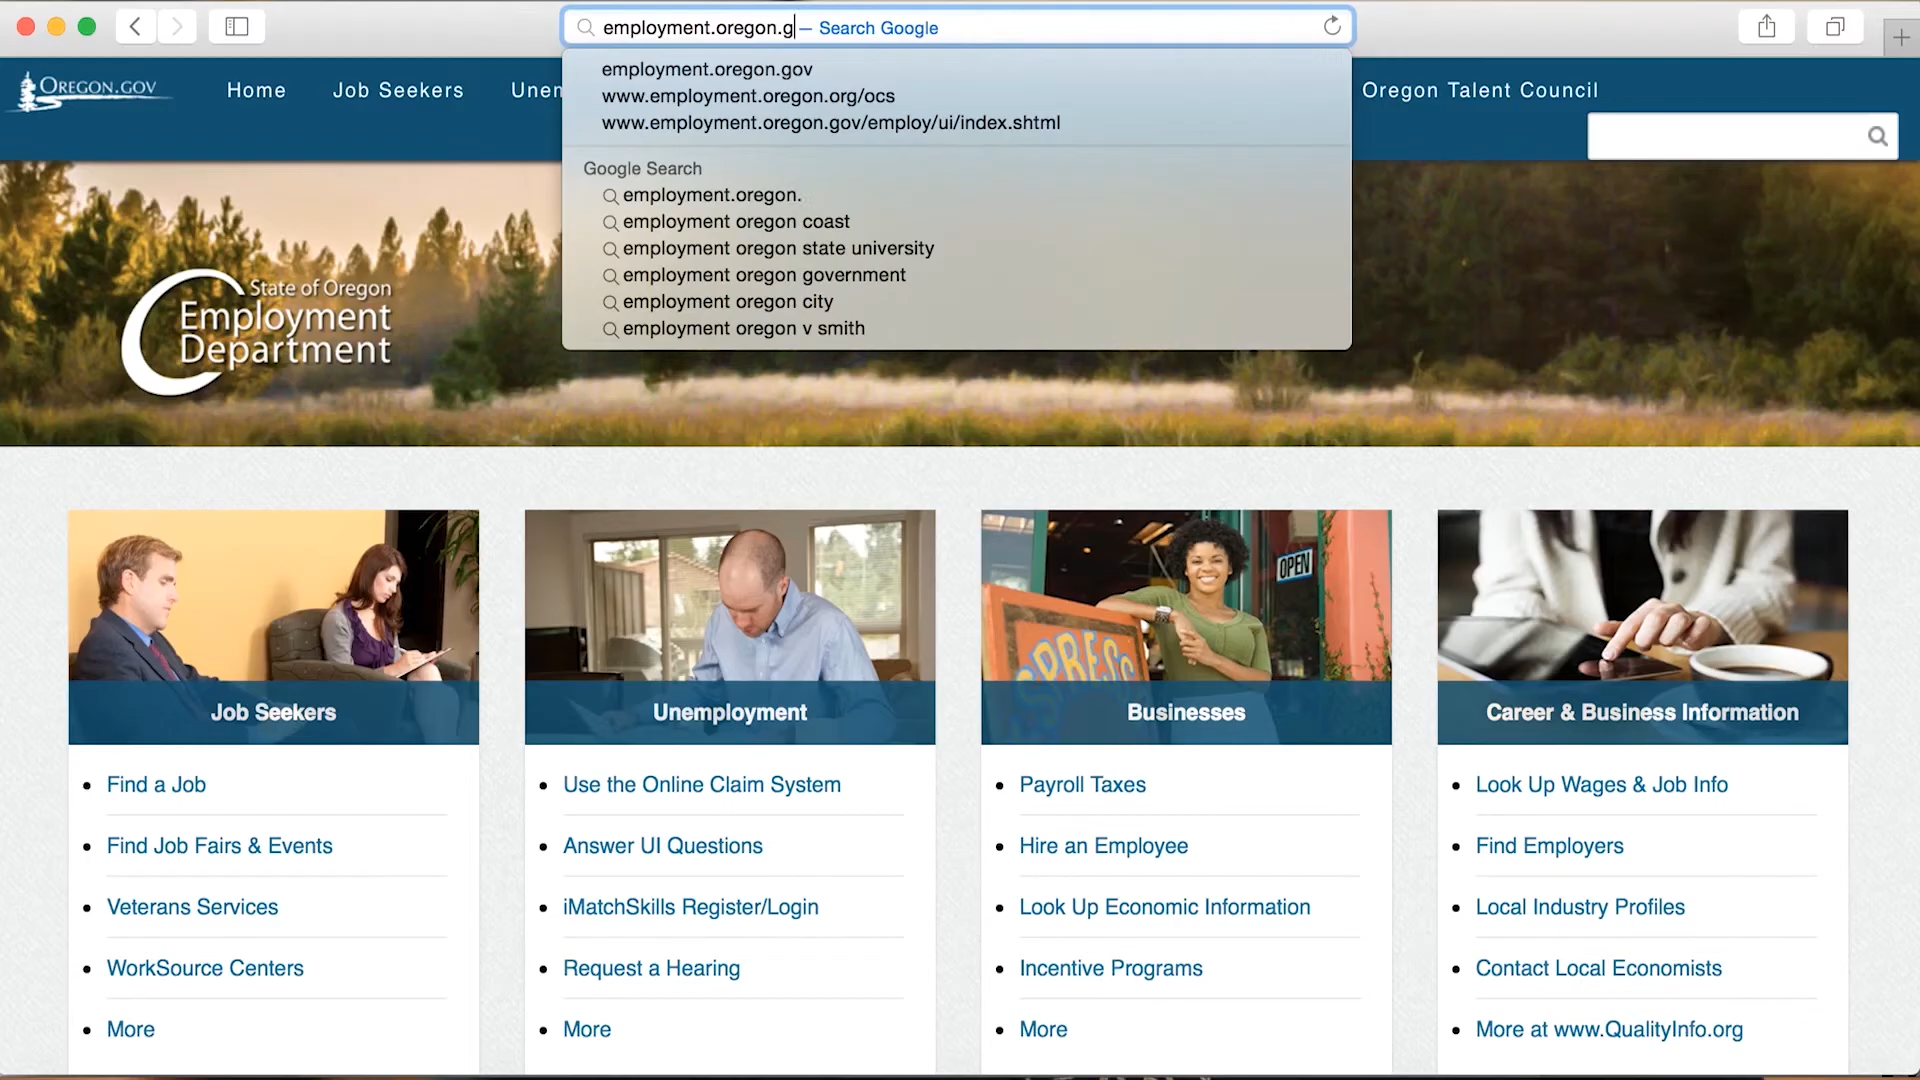 employment.oregon.g — Search Google
employment.oregon.gov
www.employment.oregon.org/ocs
www.employment.oregon.gov/employ/ui/index.shtml
Google Search
employment.oregon.
employment oregon coast
employment oregon state university
employment oregon government
employment oregon city
employment oregon v smith
OREGON.GOV
Home
Job Seekers
Unem
Oregon Talent Council
State of Oregon
Employment
Department
OPEN
SPRESS
Job Seekers
Find a Job
Find Job Fairs & Events
Veterans Services
WorkSource Centers
More
Unemployment
Use the Online Claim System
Answer UI Questions
iMatchSkills Register/Login
Request a Hearing
More
Businesses
Payroll Taxes
Hire an Employee
Look Up Economic Information
Incentive Programs
More
Career & Business Information
Look Up Wages & Job Info
Find Employers
Local Industry Profiles
Contact Local Economists
More at www.QualityInfo.org